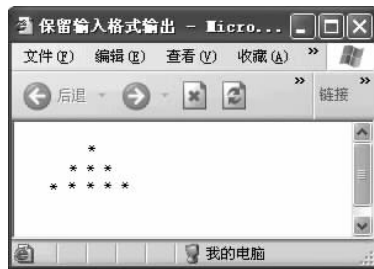 保留输入格式输出 - Micro...
文件(F) 编辑(E) 查看(V) 收藏(A) »
后退 » 链接 »
*
* * *
* * * * *
我的电脑